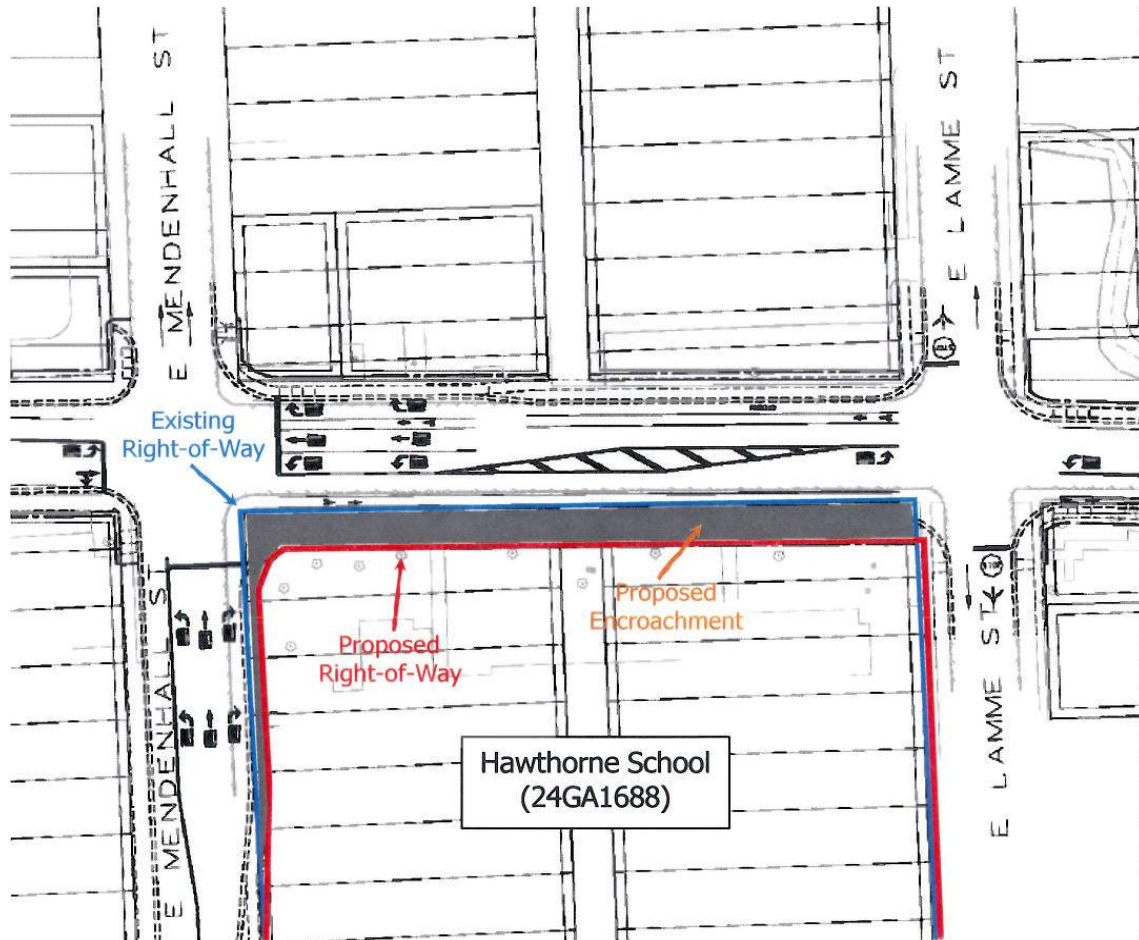 E MENDENHALL ST
E LAMME ST
Existing
Right-of-Way
Proposed
Encroachment
Proposed
Right-of-Way
Hawthorne School
(24GA1688)
E MENDENHALL ST
E LAMME ST